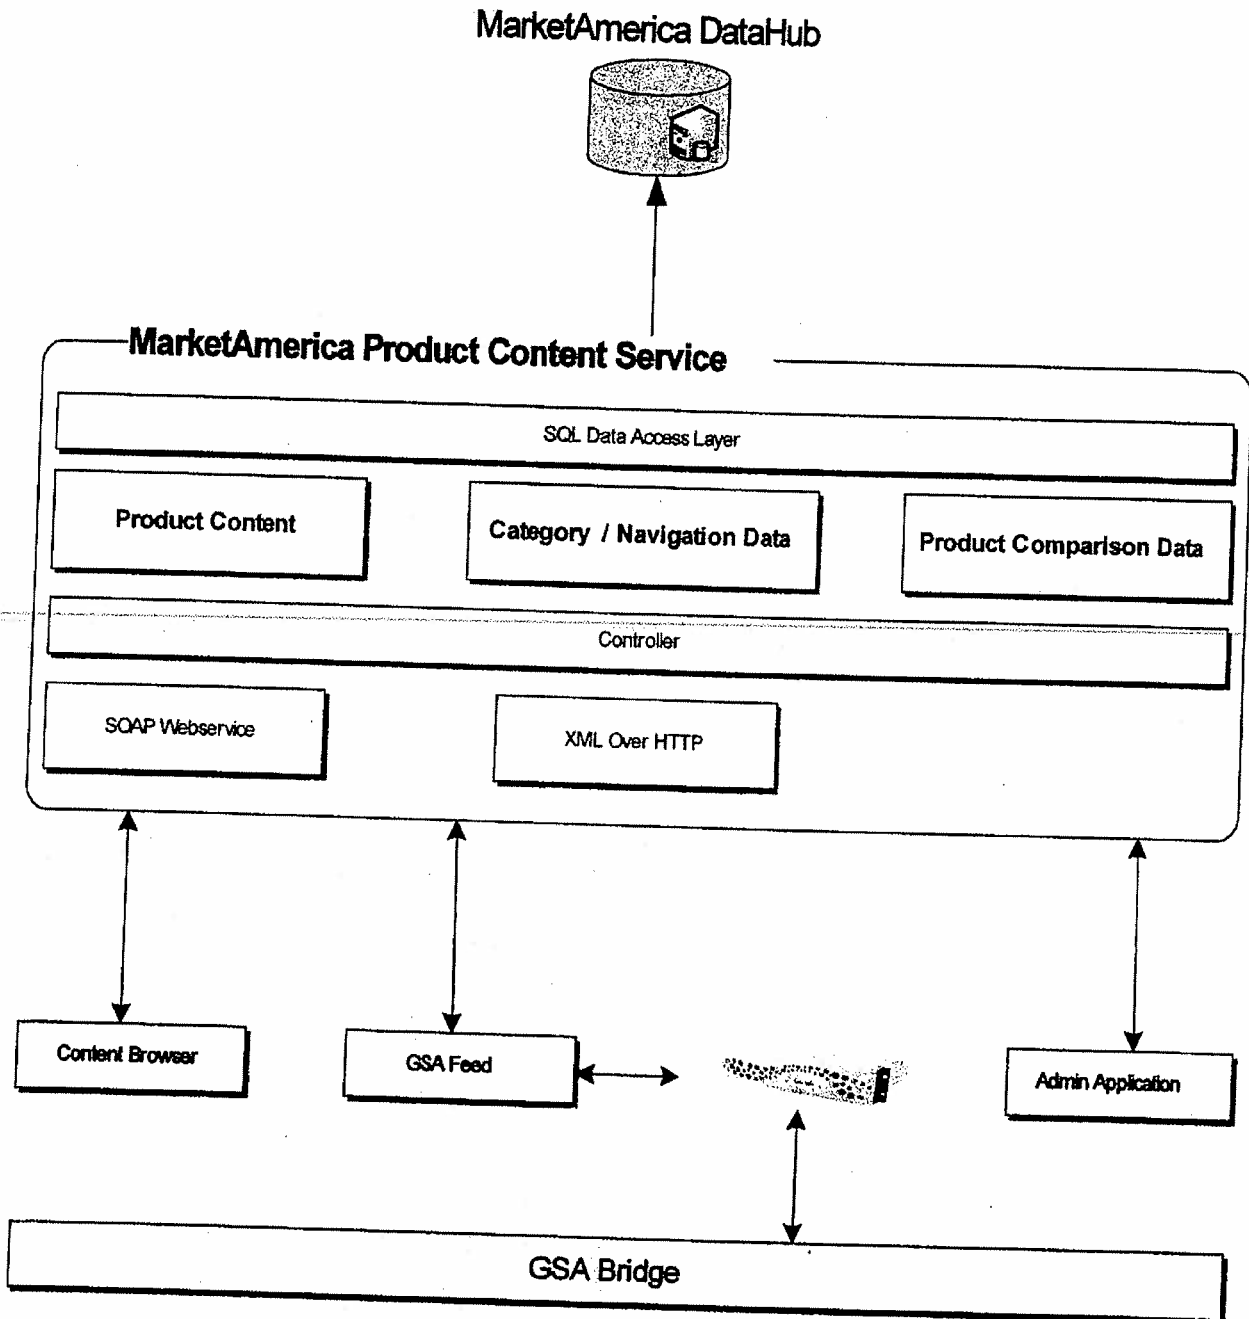 MarketAmerica DataHub
MarketAmerica Product Content Service
SQL Data Access Layer
Product Content
Category / Navigation Data
Product Comparison Data
Controller
SOAP Webservice
XML Over HTTP
Content Browser
GSA Feed
Admin Application
GSA Bridge